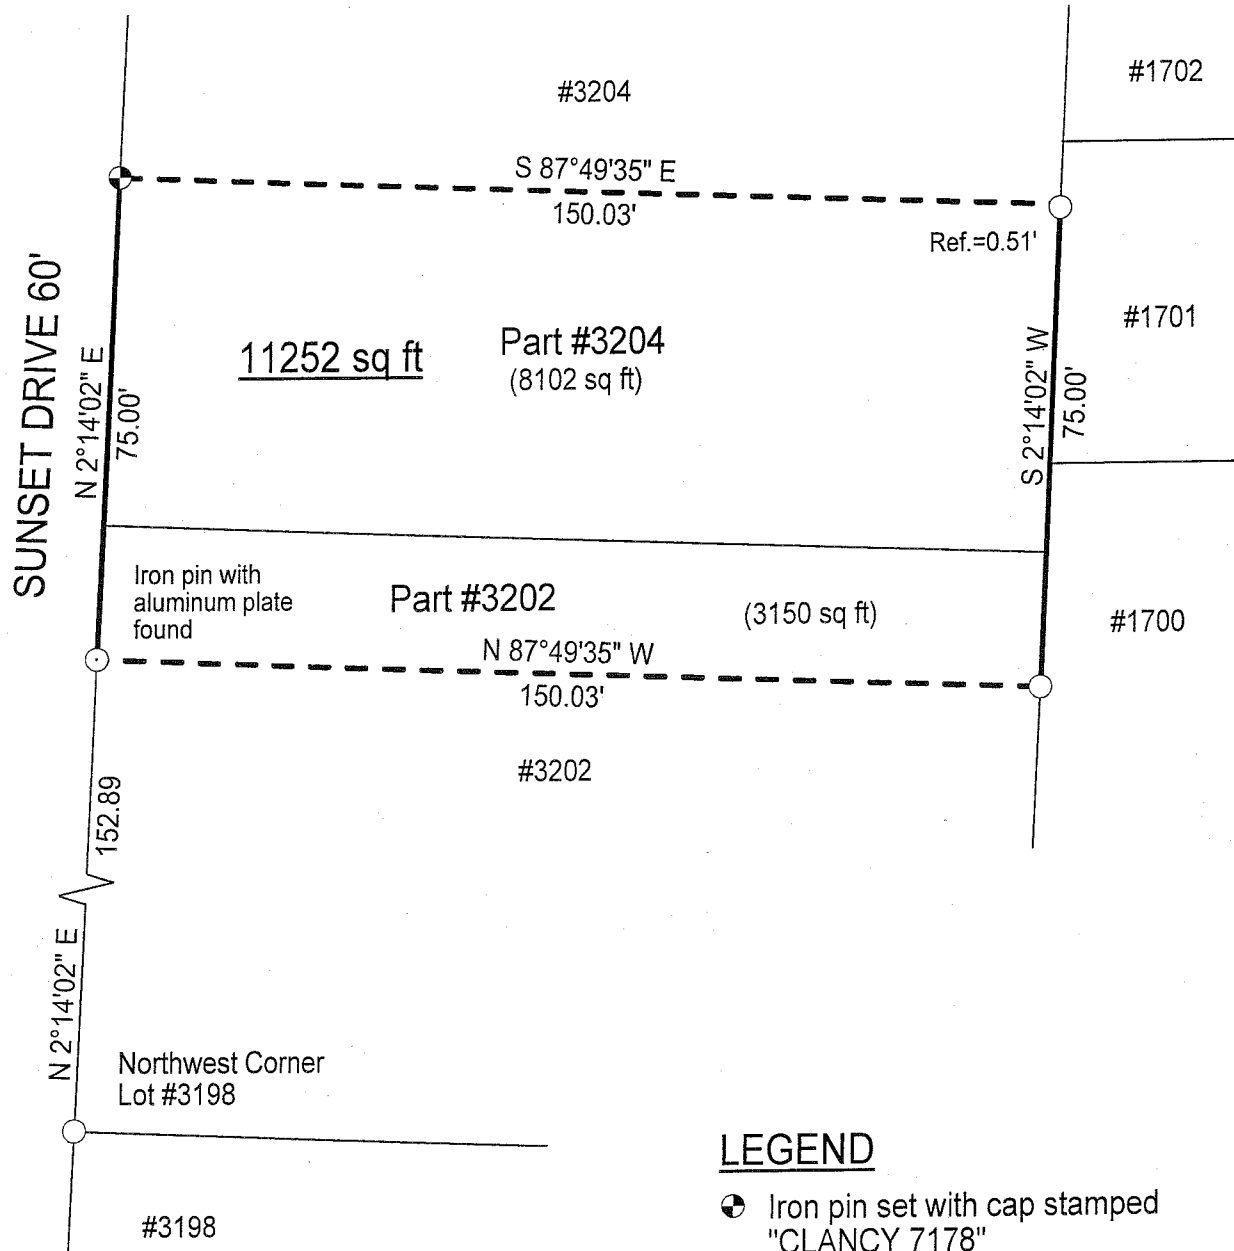 #3204
#1702
S 87°49'35" E
150.03'
Ref.=0.51'
SUNSET DRIVE 60'
N 2°14'02" E
75.00'
11252 sq ft
Part #3204
(8102 sq ft)
S 2°14'02" W
75.00'
#1701
Iron pin with
aluminum plate
found
Part #3202
(3150 sq ft)
#1700
N 87°49'35" W
150.03'
#3202
152.89
N 2°14'02" E
Northwest Corner
Lot #3198
#3198
LEGEND
Iron pin set with cap stamped
"CLANCY 7178"